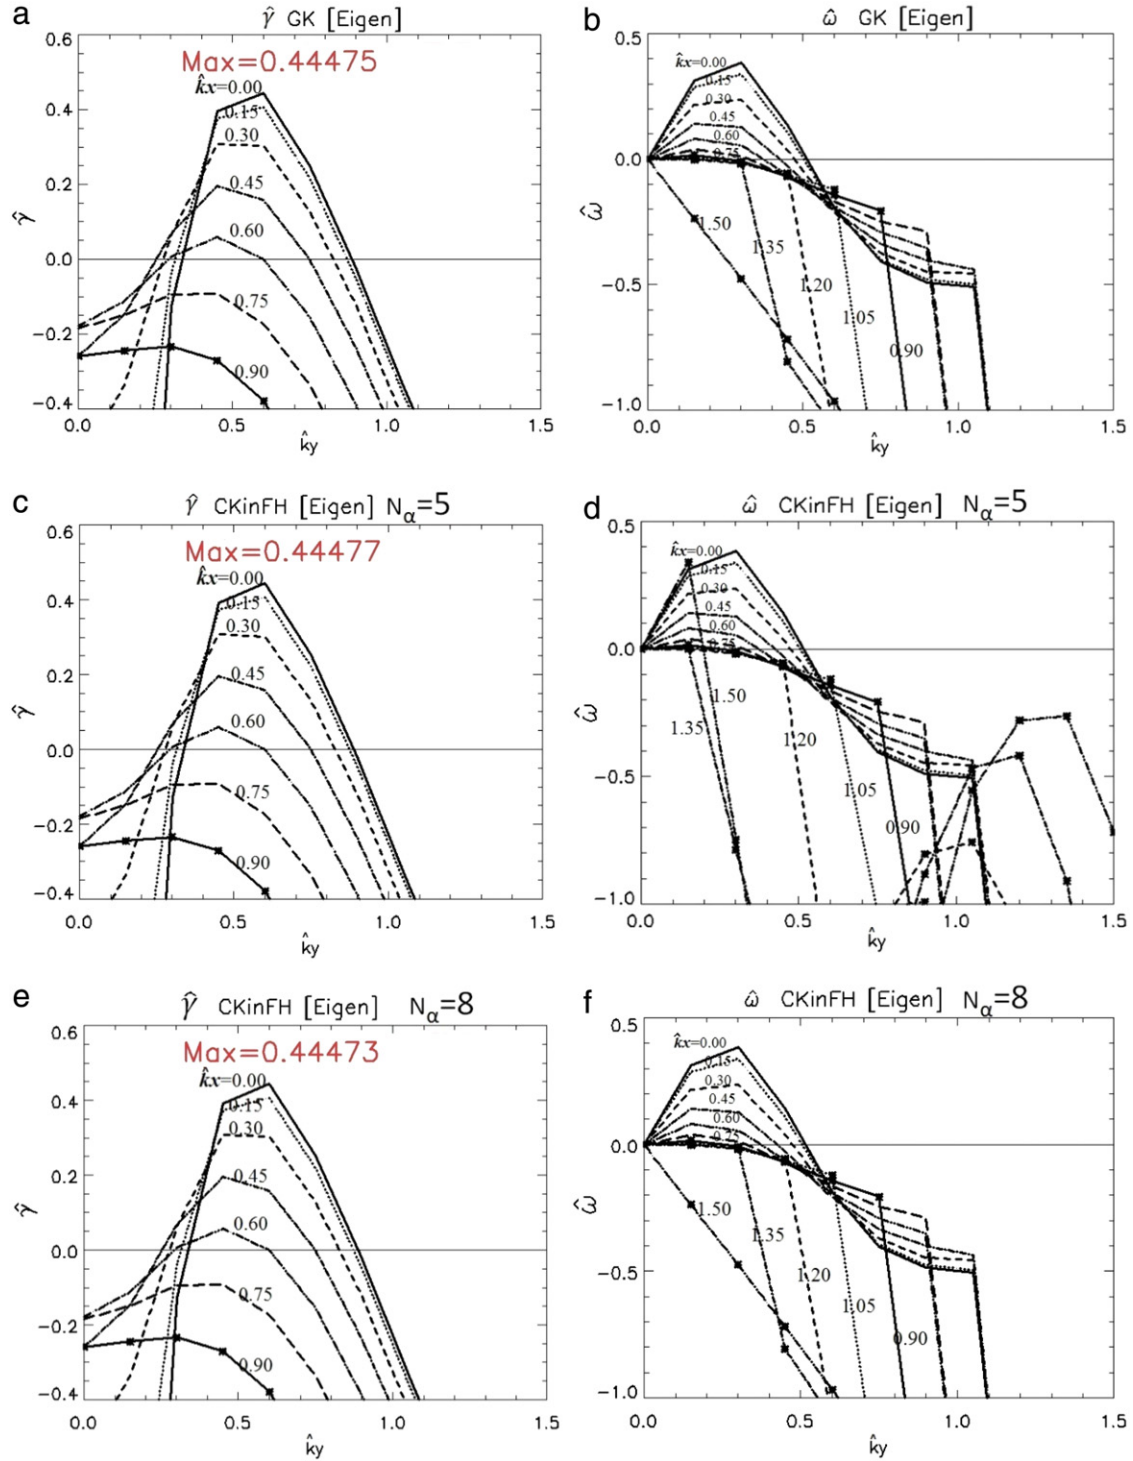 a
γ̂ GK [Eigen]
Max=0.44475
k̂x=0.00
0.15
0.30
0.45
0.60
0.75
0.90
0.6
0.4
0.2
0.0
−0.2
−0.4
γ̂
0.0 0.5 1.0 1.5
k̂y
b
ω̂ GK [Eigen]
k̂x=0.00
0.15
0.30
0.45
0.60
0.75
1.50
1.35
1.20
1.05
0.90
0.5
0.0
−0.5
−1.0
ω̂
0.0 0.5 1.0 1.5
k̂y
c
γ̂ CKinFH [Eigen] Nα=5
Max=0.44477
k̂x=0.00
0.15
0.30
0.45
0.60
0.75
0.90
0.6
0.4
0.2
0.0
−0.2
−0.4
γ̂
0.0 0.5 1.0 1.5
k̂y
d
ω̂ CKinFH [Eigen] Nα=5
k̂x=0.00
0.15
0.30
0.45
0.60
0.75
1.50
1.35
1.20
1.05
0.90
0.5
0.0
−0.5
−1.0
ω̂
0.0 0.5 1.0 1.5
k̂y
e
γ̂ CKinFH [Eigen] Nα=8
Max=0.44473
k̂x=0.00
0.15
0.30
0.45
0.60
0.75
0.90
0.6
0.4
0.2
0.0
−0.2
−0.4
γ̂
0.0 0.5 1.0 1.5
k̂y
f
ω̂ CKinFH [Eigen] Nα=8
k̂x=0.00
0.15
0.30
0.45
0.60
0.75
1.50
1.35
1.20
1.05
0.90
0.5
0.0
−0.5
−1.0
ω̂
0.0 0.5 1.0 1.5
k̂y